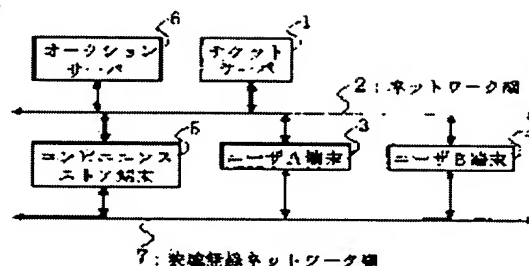 6
1
オークション
サーバ
チケット
サーバ
2:ネットワーク網
5
3
コンビニエンス
ストア端末
ユーザA端末
ユーザB端末
7:
無線ネットワーク網